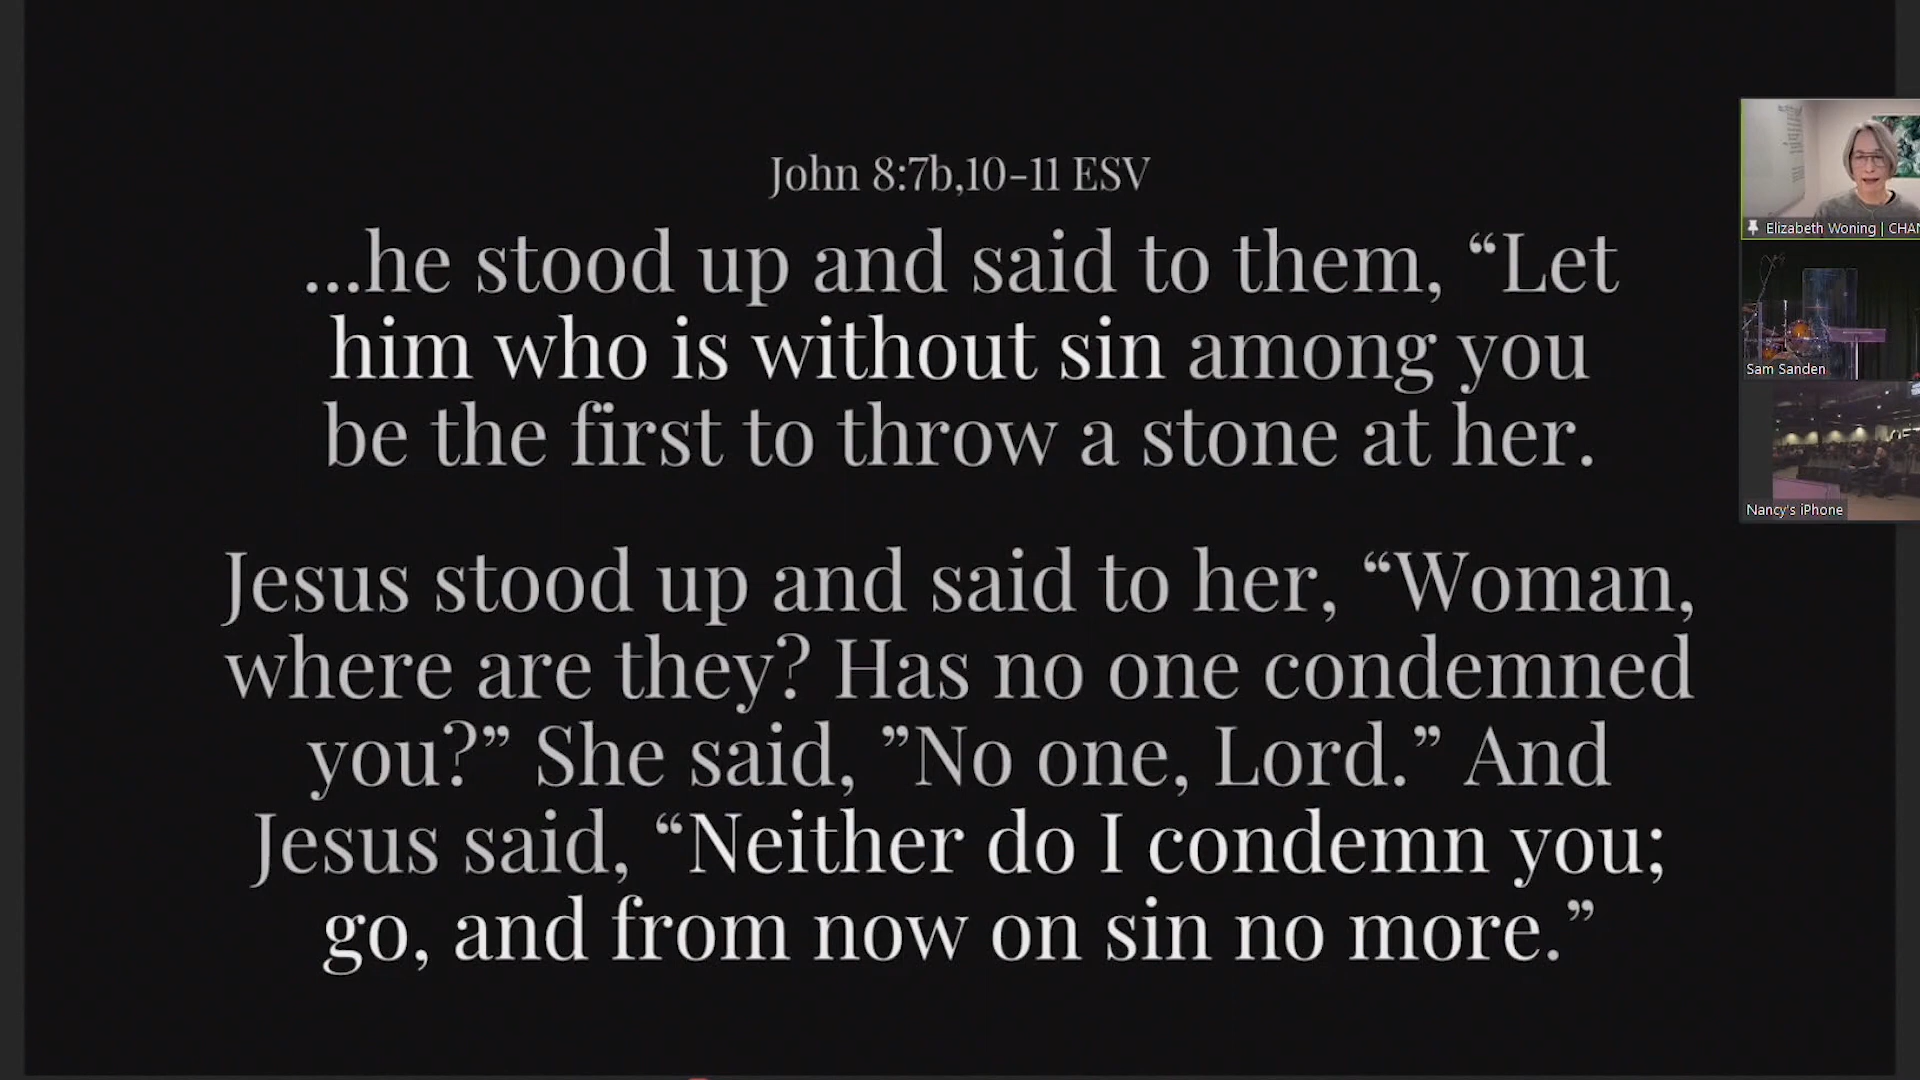 John 8:7b,10-11 ESV
...he stood up and said to them, “Let
him who is without sin among you
be the first to throw a stone at her.
Jesus stood up and said to her, “Woman,
where are they? Has no one condemned
you?” She said, ”No one, Lord.” And
Jesus said, “Neither do I condemn you;
go, and from now on sin no more.”
Elizabeth Woning | CHAN
Sam Sanden
Nancy's iPhone